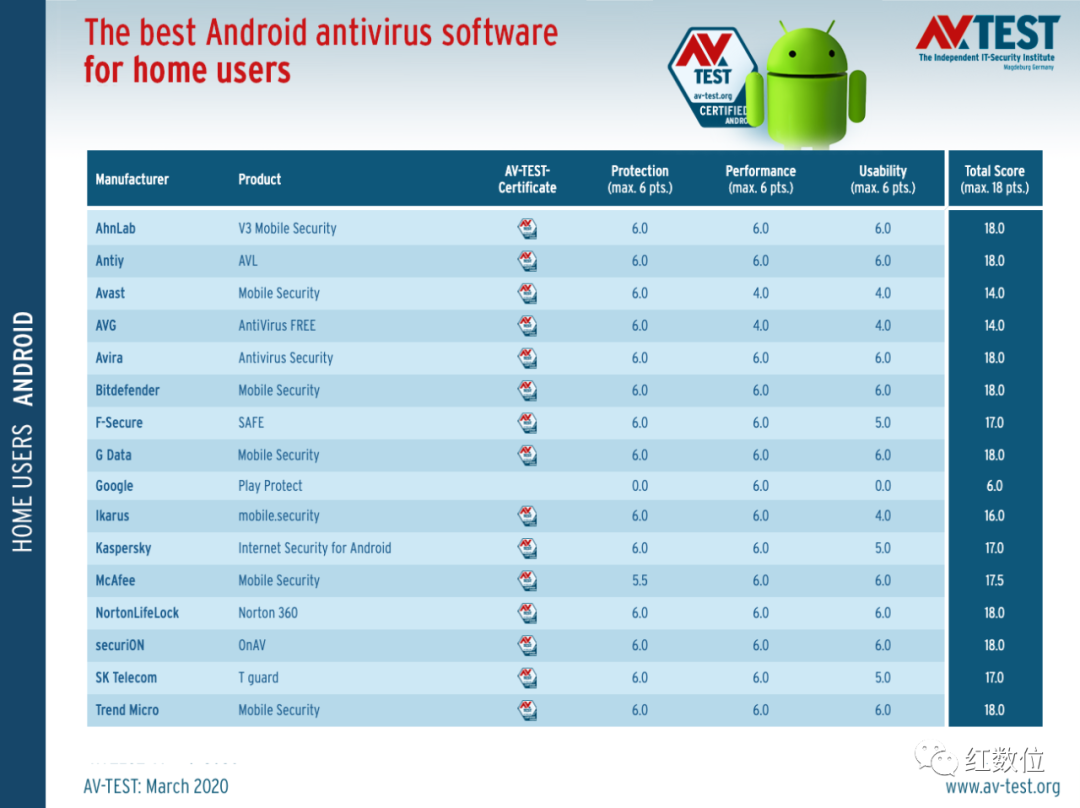 The best Android antivirus software
for home users
AV
TEST
av-test.org
CERTIFIED
ANDRO
AVTEST
The Independent IT-Security Institute
Magdeburg Germany
HOME USERS ANDROID
Manufacturer Product AV-TEST- Protection Performance Usability Total Score
Certificate (max. 6 pts.) (max. 6 pts.) (max. 6 pts.) (max. 18 pts.)
AhnLab V3 Mobile Security 6.0 6.0 6.0 18.0
Antiy AVL 6.0 6.0 6.0 18.0
Avast Mobile Security 6.0 4.0 4.0 14.0
AVG AntiVirus FREE 6.0 4.0 4.0 14.0
Avira Antivirus Security 6.0 6.0 6.0 18.0
Bitdefender Mobile Security 6.0 6.0 6.0 18.0
F-Secure SAFE 6.0 6.0 5.0 17.0
G Data Mobile Security 6.0 6.0 6.0 18.0
Google Play Protect 0.0 6.0 0.0 6.0
Ikarus mobile.security 6.0 6.0 4.0 16.0
Kaspersky Internet Security for Android 6.0 6.0 5.0 17.0
McAfee Mobile Security 5.5 6.0 6.0 17.5
NortonLifeLock Norton 360 6.0 6.0 6.0 18.0
securiON OnAV 6.0 6.0 6.0 18.0
SK Telecom T guard 6.0 6.0 5.0 17.0
Trend Micro Mobile Security 6.0 6.0 6.0 18.0
红数位
AV-TEST: March 2020
www.av-test.org